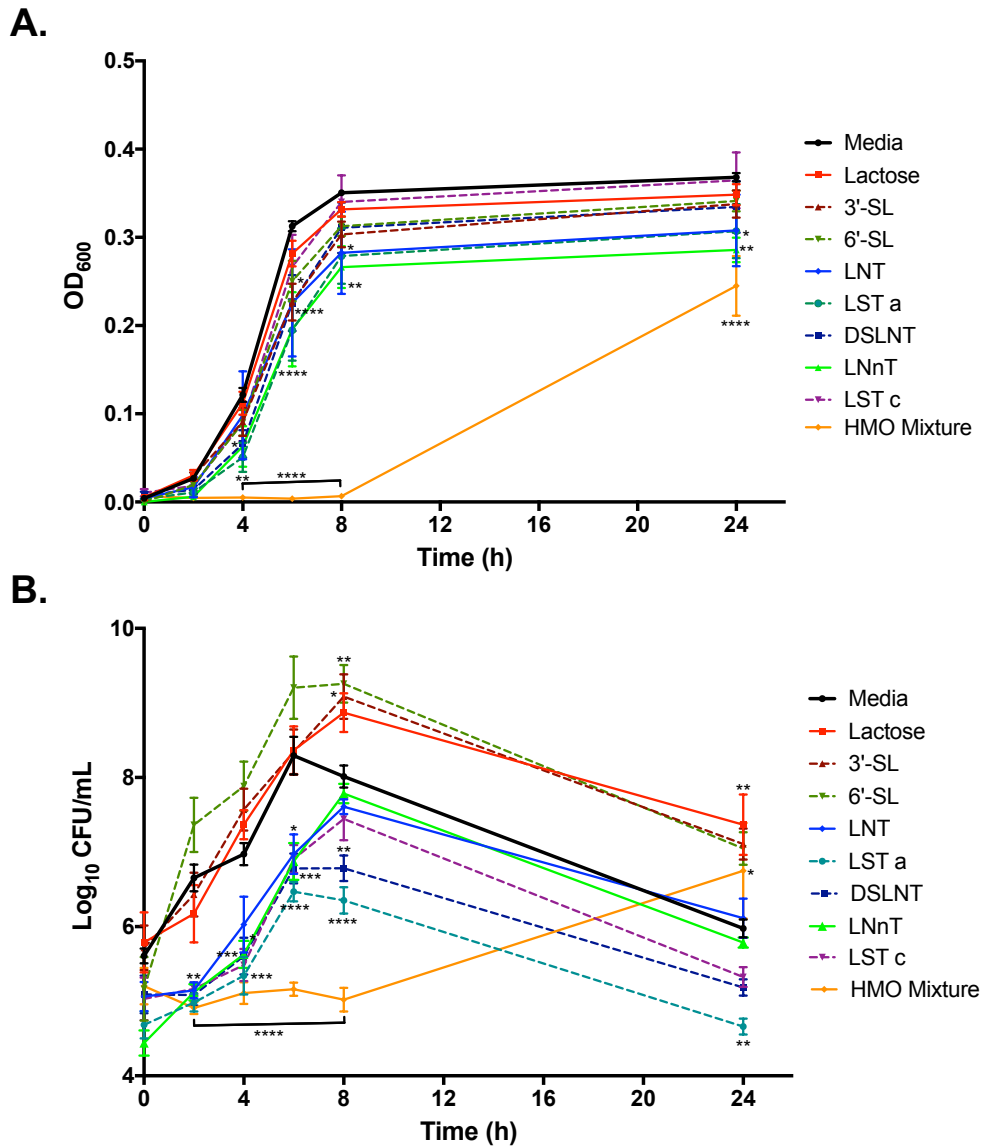 A.
0.5
0.4
0.3
0.2
0.1
0.0
OD600
0 4 8 12 16 20 24
Time (h)
* ** * **** **** * ** **** * ** ****
Media
Lactose
3'-SL
6'-SL
LNT
LST a
DSLNT
LNnT
LST c
HMO Mixture
B.
10
8
6
4
Log10 CFU/mL
0 4 8 12 16 20 24
Time (h)
** **** * *** * *** **** ** * ** **** **** ** * **
Media
Lactose
3'-SL
6'-SL
LNT
LST a
DSLNT
LNnT
LST c
HMO Mixture